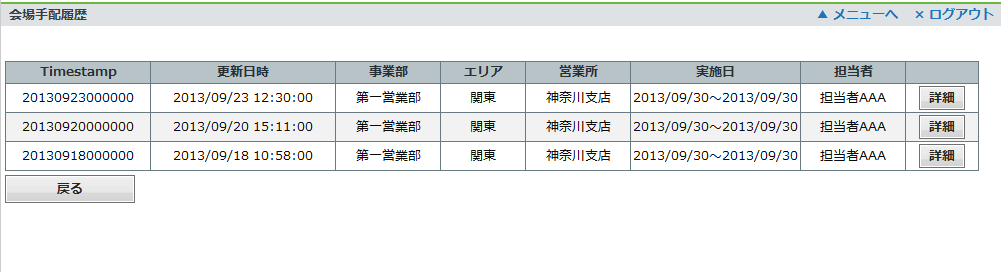 会場手配履歴 ▲ メニューへ × ログアウト
Timestamp 更新日時 事業部 エリア 営業所 実施日 担当者
20130923000000 2013/09/23 12:30:00 第一営業部 関東 神奈川支店 2013/09/30～2013/09/30 担当者AAA 詳細
20130920000000 2013/09/20 15:11:00 第一営業部 関東 神奈川支店 2013/09/30～2013/09/30 担当者AAA 詳細
20130918000000 2013/09/18 10:58:00 第一営業部 関東 神奈川支店 2013/09/30～2013/09/30 担当者AAA 詳細
戻る